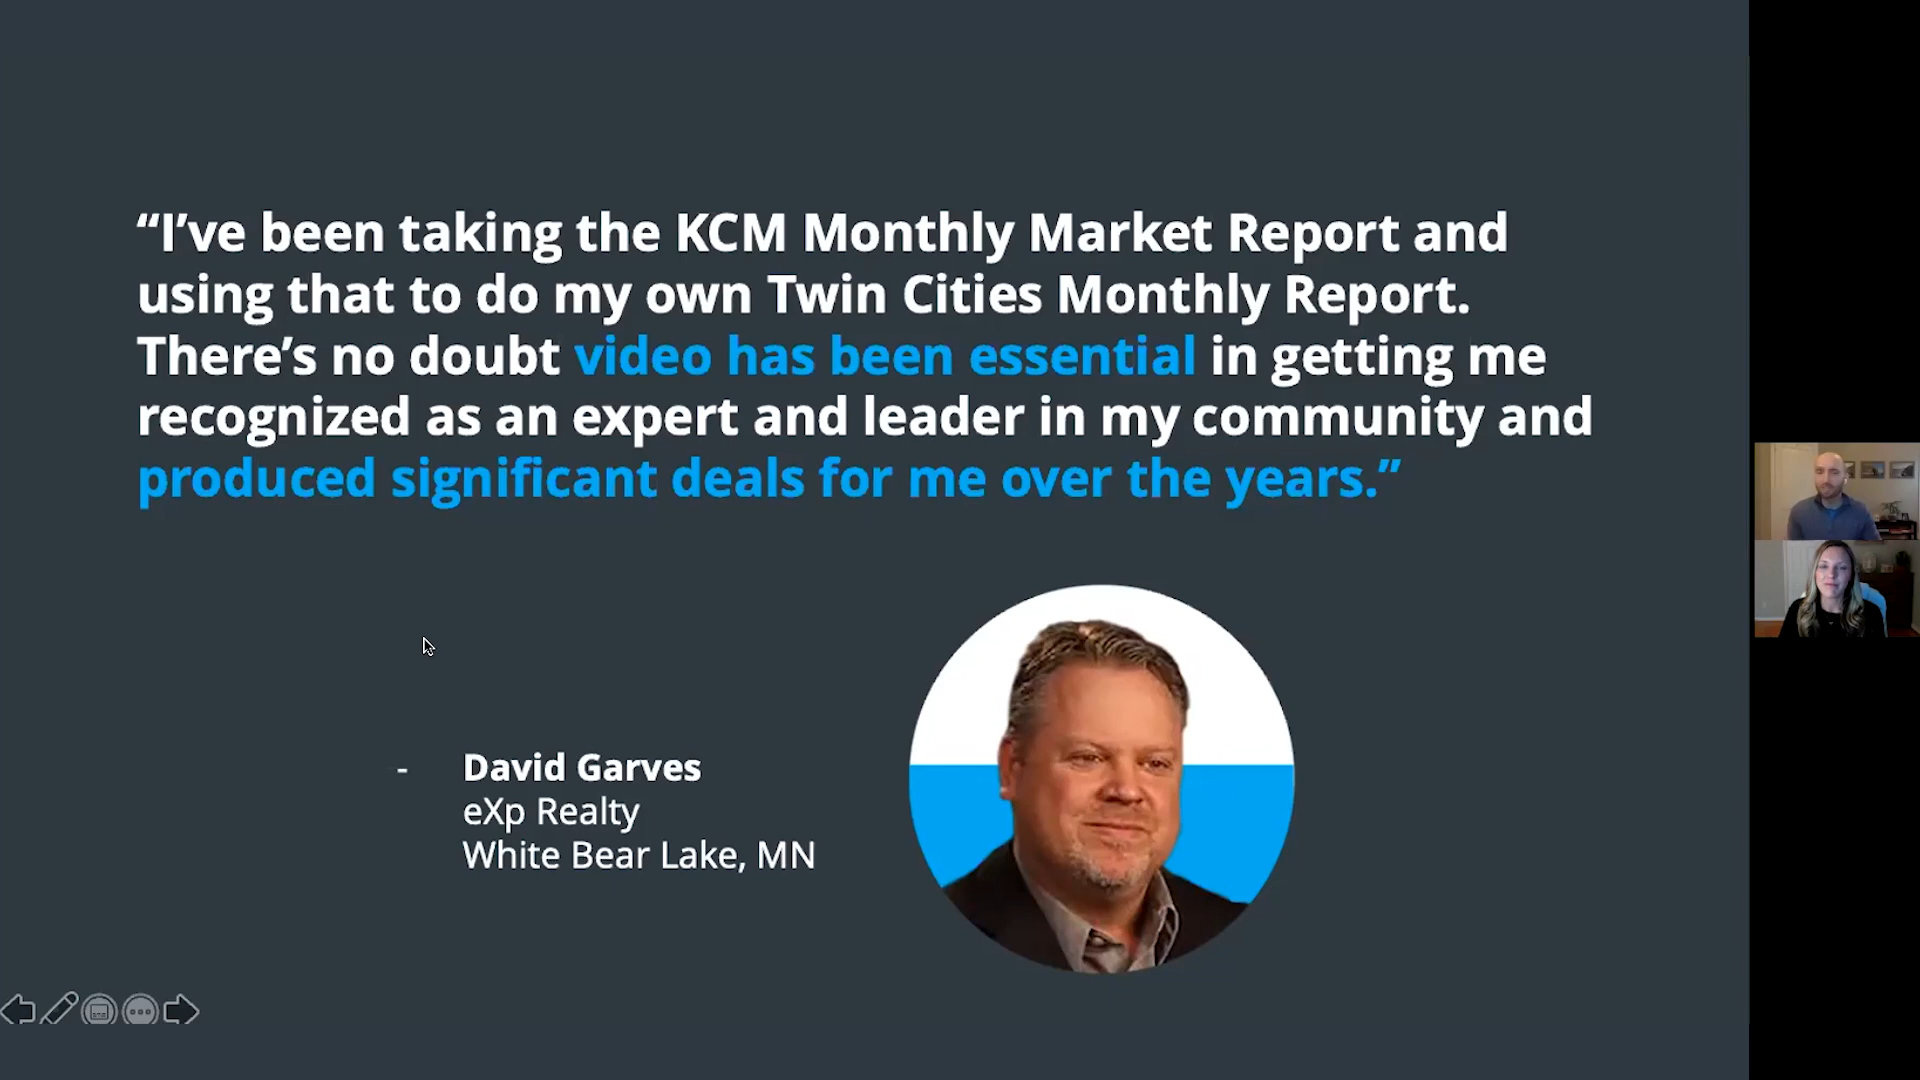 “I’ve been taking the KCM Monthly Market Report and
using that to do my own Twin Cities Monthly Report.
There’s no doubt video has been essential in getting me
recognized as an expert and leader in my community and
produced significant deals for me over the years.”
- David Garves
eXp Realty
White Bear Lake, MN